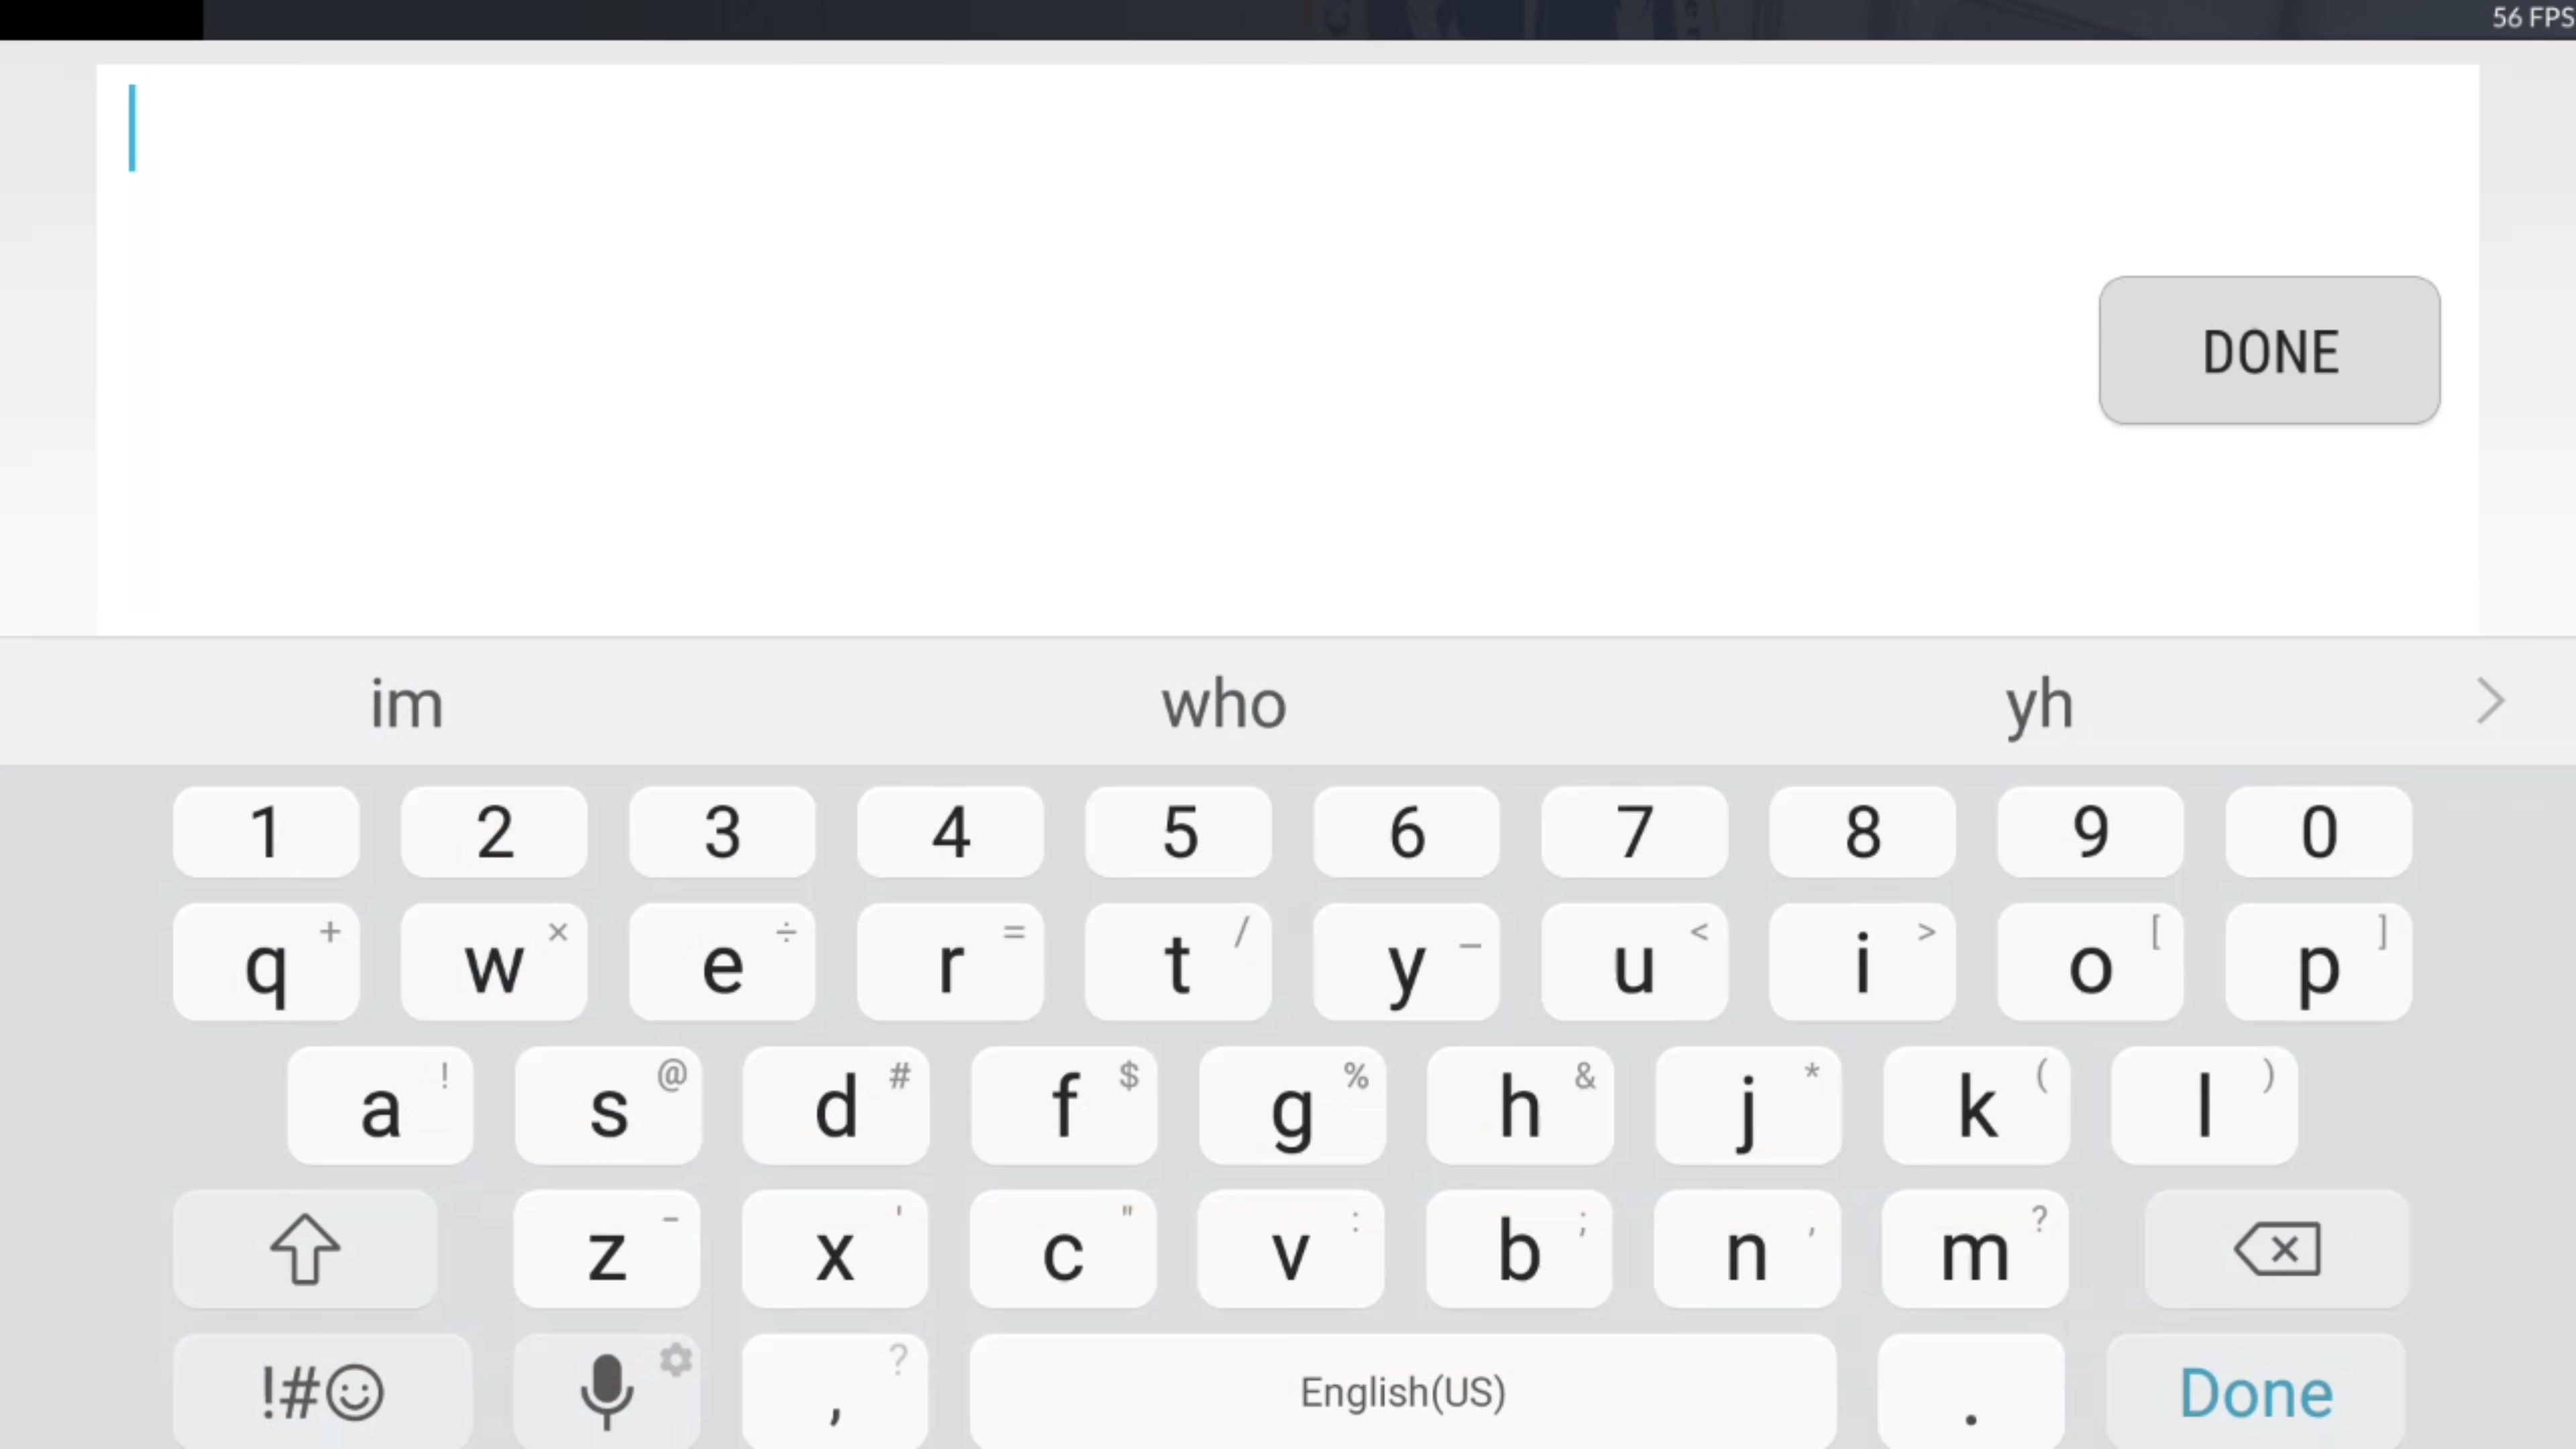 56 FPS
DONE
im who yh
1 2 3 4 5 6 7 8 9 0
q + w × e ÷ r = t / y _ u < i > o [ p ]
a ! s @ d # f $ g % h & j * k ( l )
z - x ' c " v : b ; n , m ?
!#☺ , ? English(US) . Done